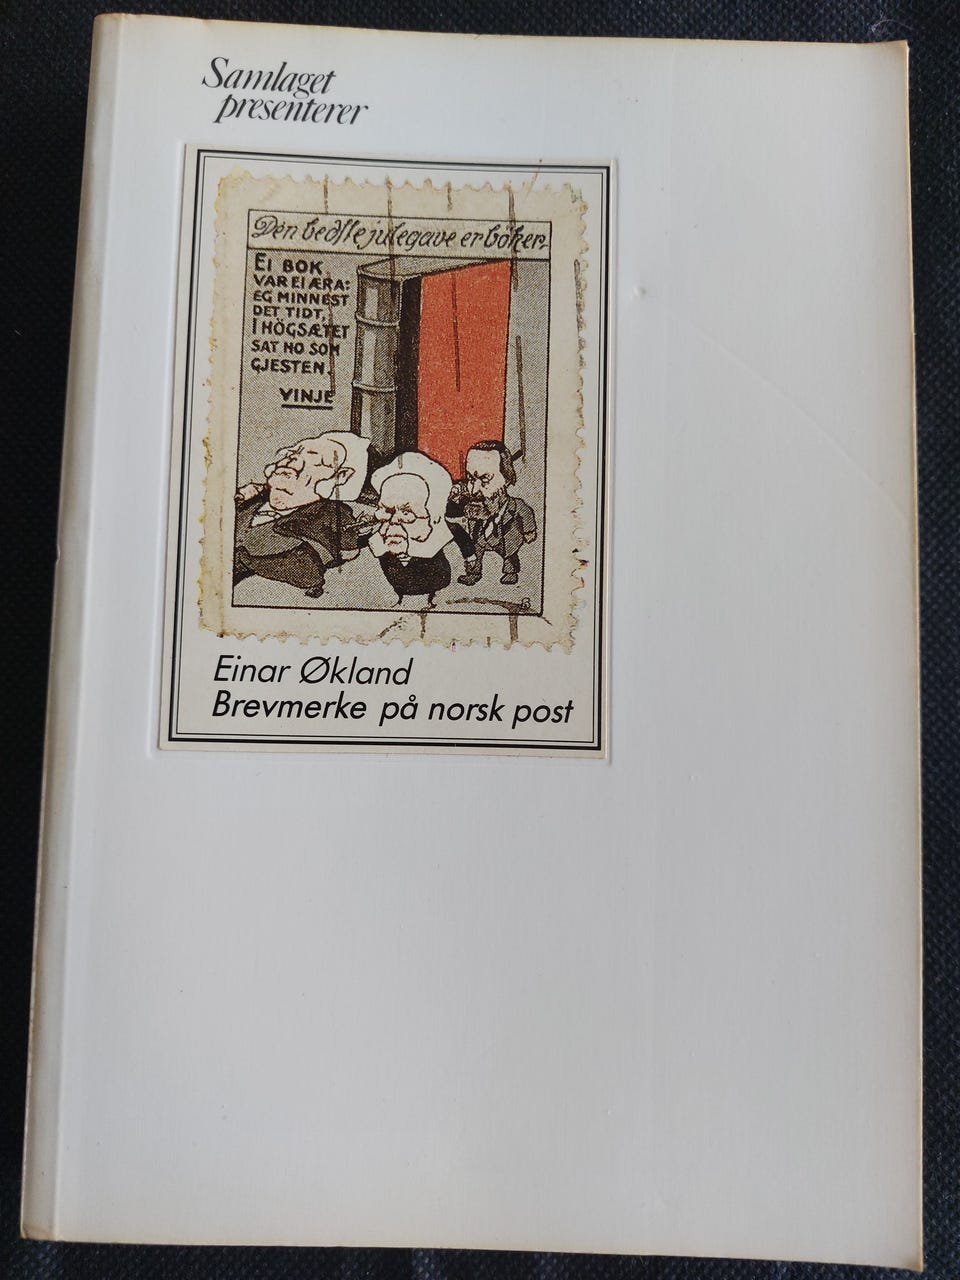 Samlaget
presenterer
Den bedste julegave er bøker.
EI BOK
VAR EI ÆRA:
EG MINNEST
DET TIDT,
I HÖGSÆTET
SAT HO SOM
GJESTEN.
VINJE
Einar Økland
Brevmerke på norsk post